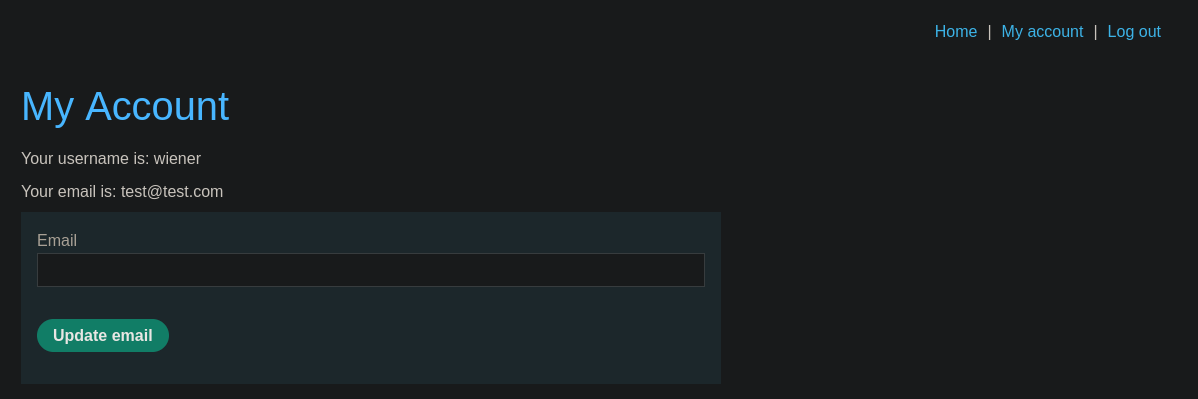 Home | My account | Log out
My Account
Your username is: wiener
Your email is: test@test.com
Email
Update email